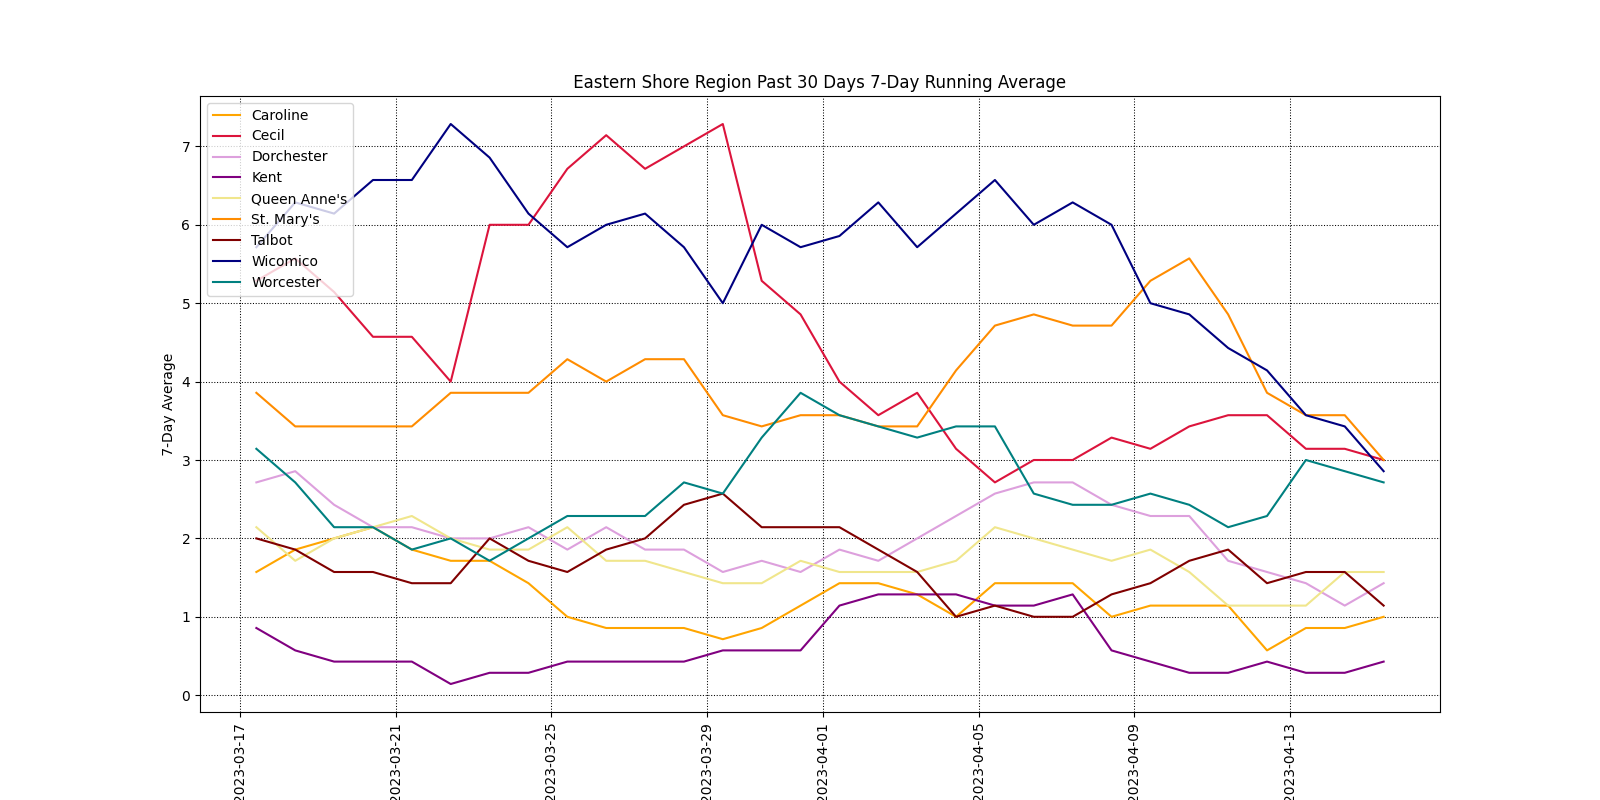 Eastern Shore Region Past 30 Days 7-Day Running Average
Caroline
Cecil
Dorchester
Kent
Queen Anne's
St. Mary's
Talbot
Wicomico
Worcester
7-Day Average
7
6
5
4
3
2
1
0
2023-03-17
2023-03-21
2023-03-25
2023-03-29
2023-04-01
2023-04-05
2023-04-09
2023-04-13